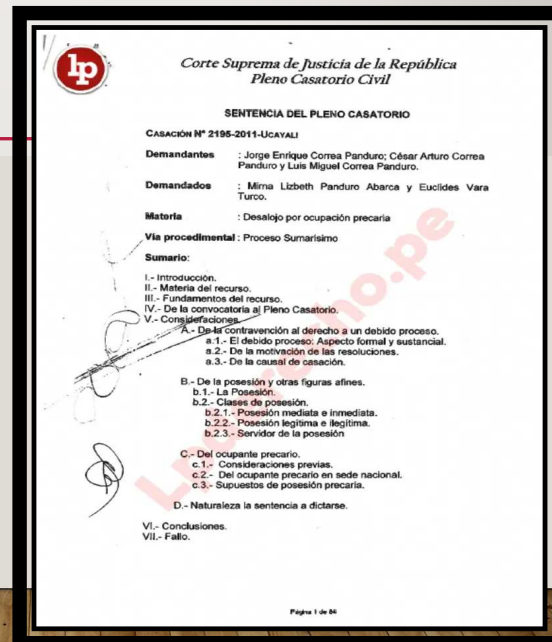 lp
Corte Suprema de Justicia de la República
Pleno Casatorio Civil
SENTENCIA DEL PLENO CASATORIO
CASACIÓN Nº 2195-2011-UCAYALI
Demandantes : Jorge Enrique Correa Panduro; César Arturo Correa
Panduro y Luis Miguel Correa Panduro.
Demandados : Mirna Lizbeth Panduro Abarca y Euclides Vara
Turco.
Materia : Desalojo por ocupación precaria
Vía procedimental : Proceso Sumarísimo
Sumario:
I.- Introducción.
II.- Materia del recurso.
III.- Fundamentos del recurso.
IV.- De la convocatoria al Pleno Casatorio.
V.- Consideraciones.
A.- De la contravención al derecho a un debido proceso.
a.1.- El debido proceso: Aspecto formal y sustancial.
a.2.- De la motivación de las resoluciones.
a.3.- De la causal de casación.
B.- De la posesión y otras figuras afines.
b.1.- La Posesión.
b.2.- Clases de posesión.
b.2.1.- Posesión mediata e inmediata.
b.2.2.- Posesión legítima e ilegítima.
b.2.3.- Servidor de la posesión
C.- Del ocupante precario.
c.1.- Consideraciones previas.
c.2.- Del ocupante precario en sede nacional.
c.3.- Supuestos de posesión precaria.
D.- Naturaleza la sentencia a dictarse.
VI.- Conclusiones.
VII.- Fallo.
Lpderecho.pe
Página 1 de 84